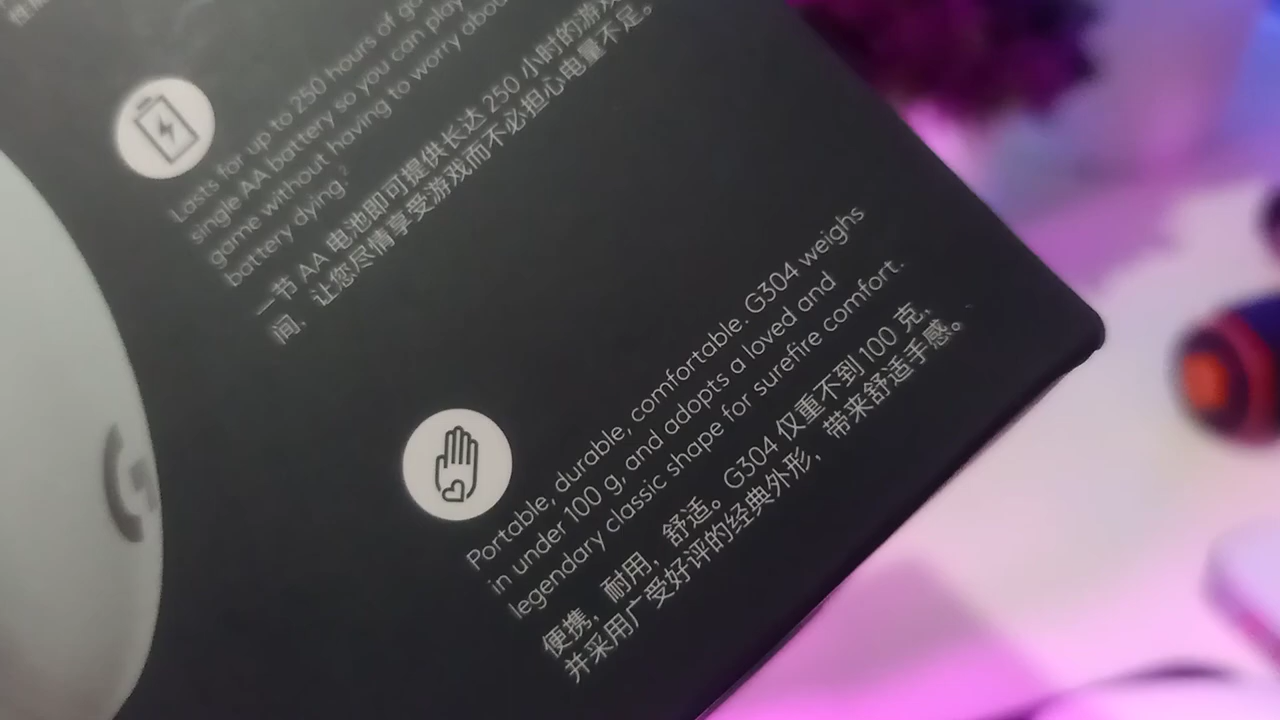 Lasts for up to 250 hours of
single AA battery so you can play
game without having to worry
battery dying.²
一节 AA 电池即可提供长达 250 小时的游戏
间，让您尽情享受游戏而不必担心电量不足。
Portable, durable, comfortable. G304 weighs
in under 100 g, and adopts a loved and
legendary classic shape for surefire comfort.
便携，耐用，舒适。G304 仅重不到 100 克，
并采用广受好评的经典外形，带来舒适手感。
G